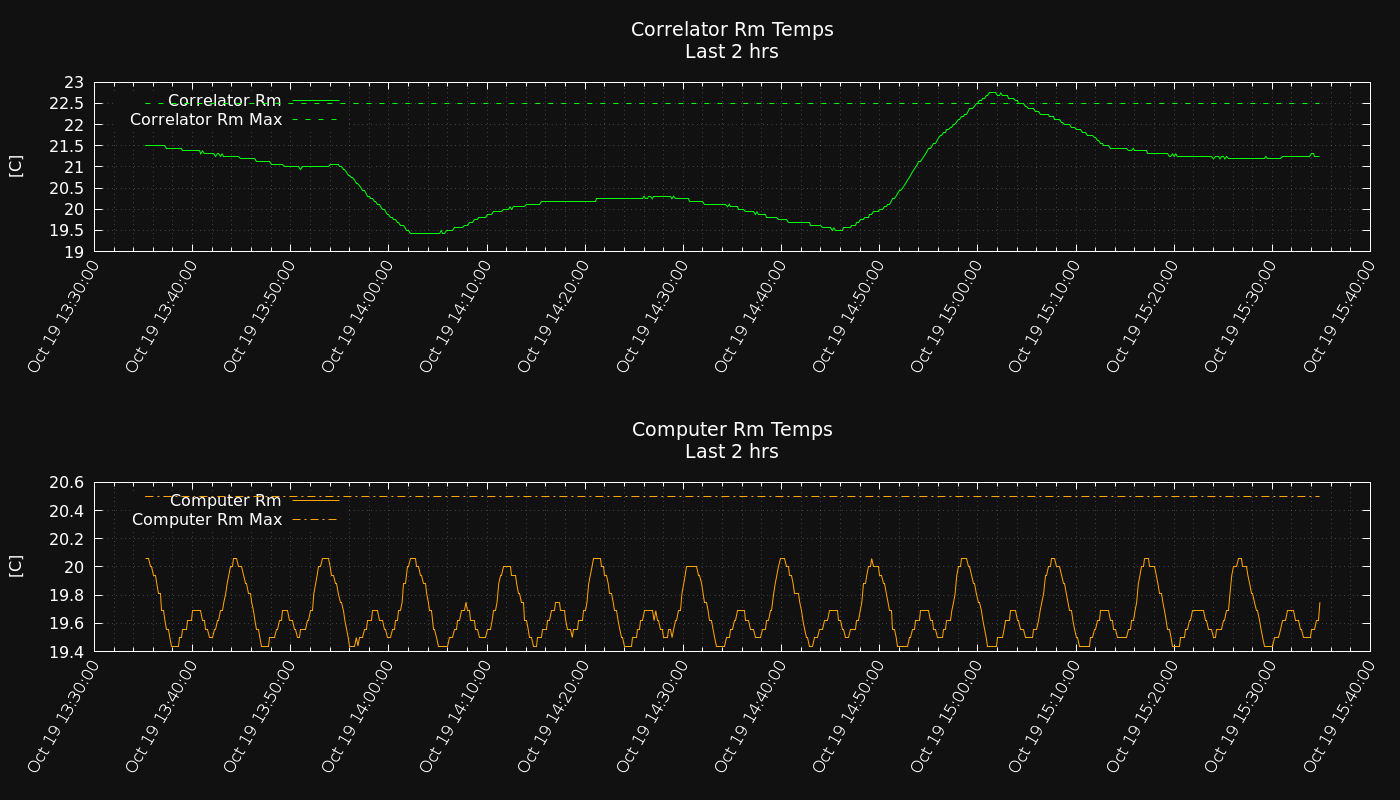 Correlator Rm Temps
Last 2 hrs
23
22.5
22
21.5
21
20.5
20
19.5
19
[C]
Correlator Rm
Correlator Rm Max
Oct 19 13:30:00
Oct 19 13:40:00
Oct 19 13:50:00
Oct 19 14:00:00
Oct 19 14:10:00
Oct 19 14:20:00
Oct 19 14:30:00
Oct 19 14:40:00
Oct 19 14:50:00
Oct 19 15:00:00
Oct 19 15:10:00
Oct 19 15:20:00
Oct 19 15:30:00
Oct 19 15:40:00
Computer Rm Temps
Last 2 hrs
20.6
20.4
20.2
20
19.8
19.6
19.4
[C]
Computer Rm
Computer Rm Max
Oct 19 13:30:00
Oct 19 13:40:00
Oct 19 13:50:00
Oct 19 14:00:00
Oct 19 14:10:00
Oct 19 14:20:00
Oct 19 14:30:00
Oct 19 14:40:00
Oct 19 14:50:00
Oct 19 15:00:00
Oct 19 15:10:00
Oct 19 15:20:00
Oct 19 15:30:00
Oct 19 15:40:00